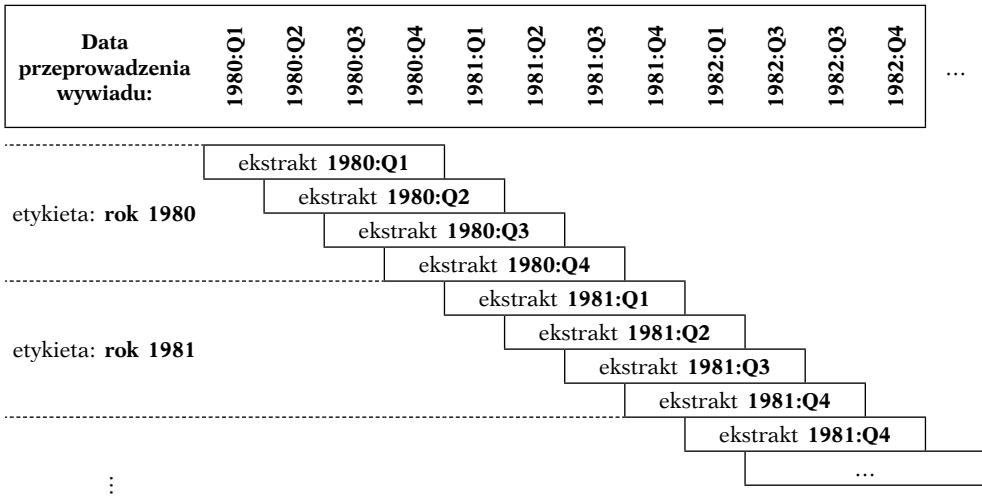 Data
przeprowadzenia
wywiadu:
1980:Q1
1980:Q2
1980:Q3
1980:Q4
1981:Q1
1981:Q2
1981:Q3
1981:Q4
1982:Q1
1982:Q3
1982:Q3
1982:Q4
...
ekstrakt 1980:Q1
ekstrakt 1980:Q2
etykieta: rok 1980
ekstrakt 1980:Q3
ekstrakt 1980:Q4
ekstrakt 1981:Q1
ekstrakt 1981:Q2
etykieta: rok 1981
ekstrakt 1981:Q3
ekstrakt 1981:Q4
ekstrakt 1981:Q4
...
⋮